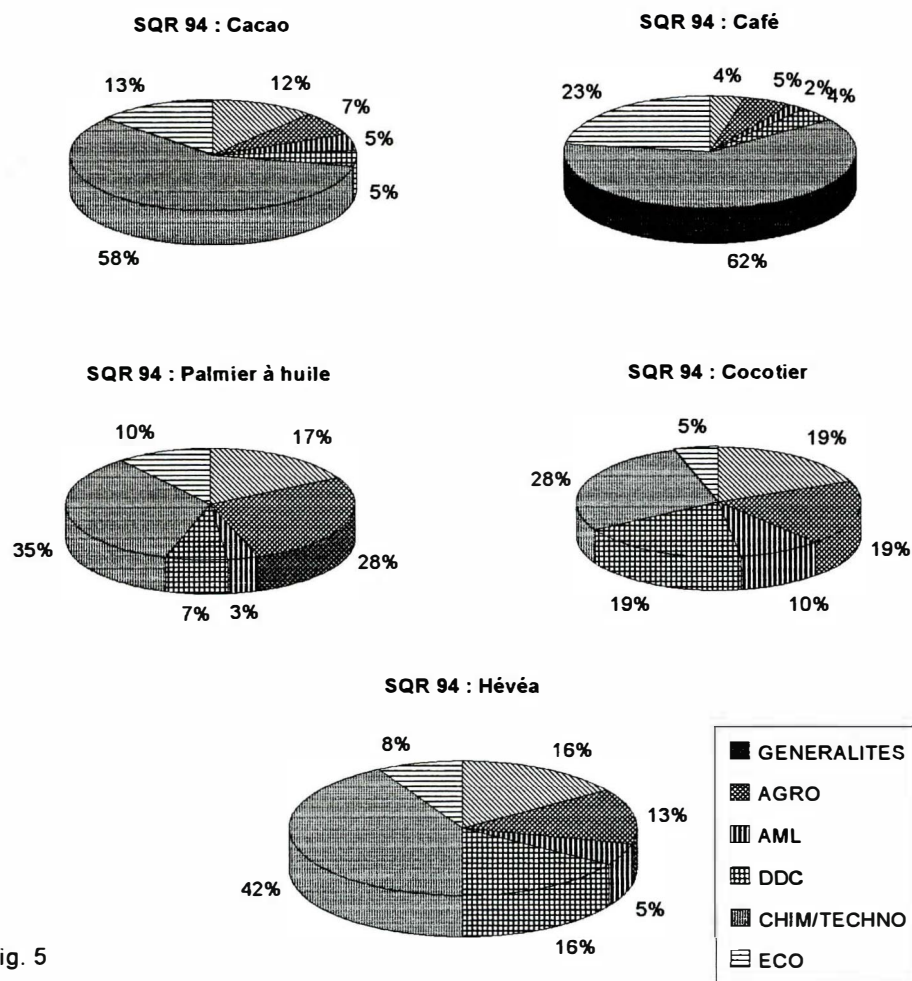 SQR 94 : Cacao
13%
12%
7%
5%
5%
58%
SQR 94 : Café
23%
4%
5%
2%
4%
62%
SQR 94 : Palmier à huile
10%
17%
35%
28%
7%
3%
SQR 94 : Cocotier
5%
19%
28%
19%
19%
10%
SQR 94 : Hévéa
8%
16%
13%
42%
5%
16%
GENERALITES
AGRO
AML
DDC
CHIM/TECHNO
ECO
ig. 5